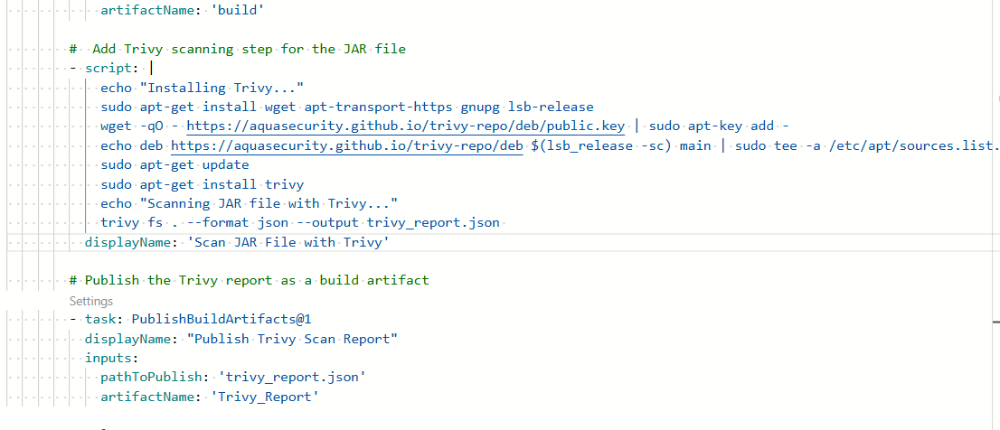 artifactName: 'build'
#  Add Trivy scanning step for the JAR file
- script: |
echo "Installing Trivy..."
sudo apt-get install wget apt-transport-https gnupg lsb-release
wget -qO - https://aquasecurity.github.io/trivy-repo/deb/public.key | sudo apt-key add -
echo deb https://aquasecurity.github.io/trivy-repo/deb $(lsb_release -sc) main | sudo tee -a /etc/apt/sources.list.
sudo apt-get update
sudo apt-get install trivy
echo "Scanning JAR file with Trivy..."
trivy fs . --format json --output trivy_report.json
displayName: 'Scan JAR File with Trivy'
# Publish the Trivy report as a build artifact
Settings
- task: PublishBuildArtifacts@1
displayName: "Publish Trivy Scan Report"
inputs:
pathToPublish: 'trivy_report.json'
artifactName: 'Trivy_Report'